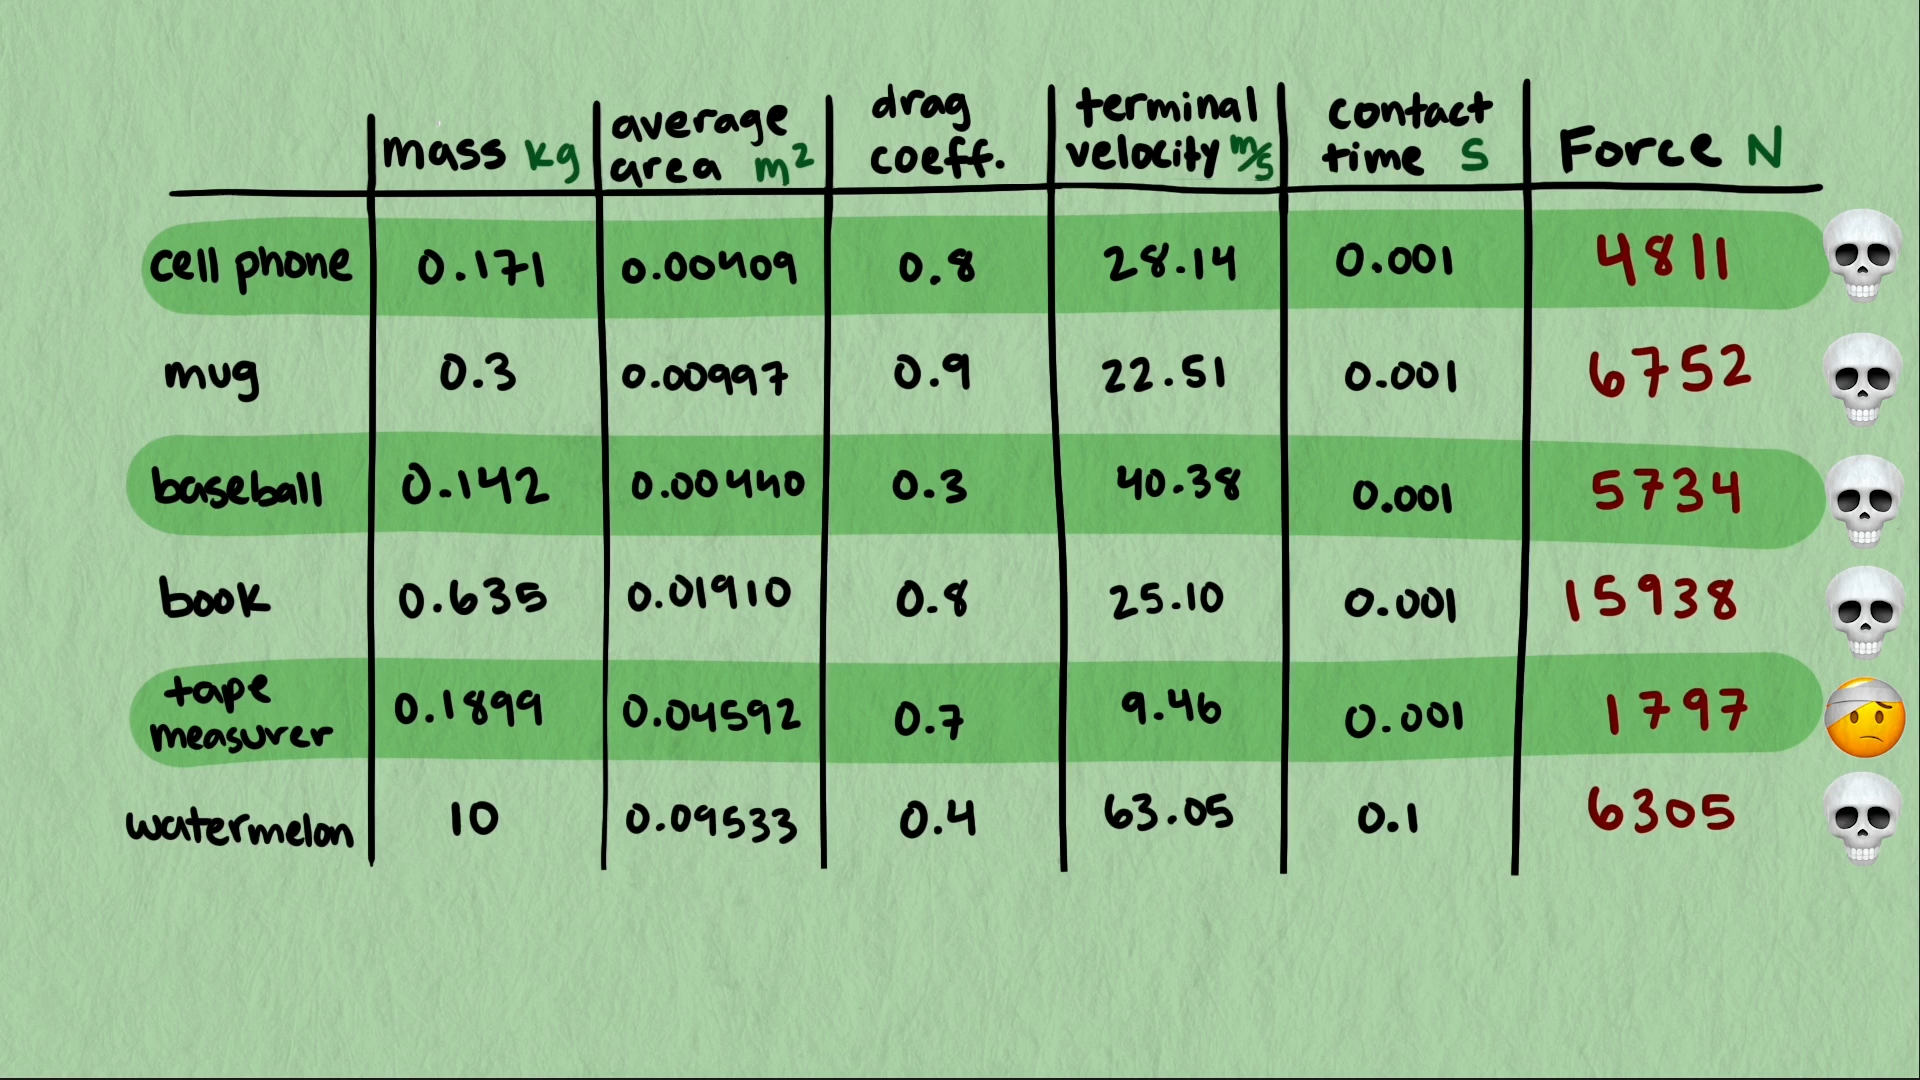 mass kg average area m² drag coeff. terminal velocity m/s contact time s Force N
cell phone 0.171 0.00409 0.8 28.14 0.001 4811
mug 0.3 0.00997 0.9 22.51 0.001 6752
baseball 0.142 0.00440 0.3 40.38 0.001 5734
book 0.635 0.01910 0.8 25.10 0.001 15938
tape measurer 0.1899 0.04592 0.7 9.46 0.001 1797
watermelon 10 0.09533 0.4 63.05 0.1 6305